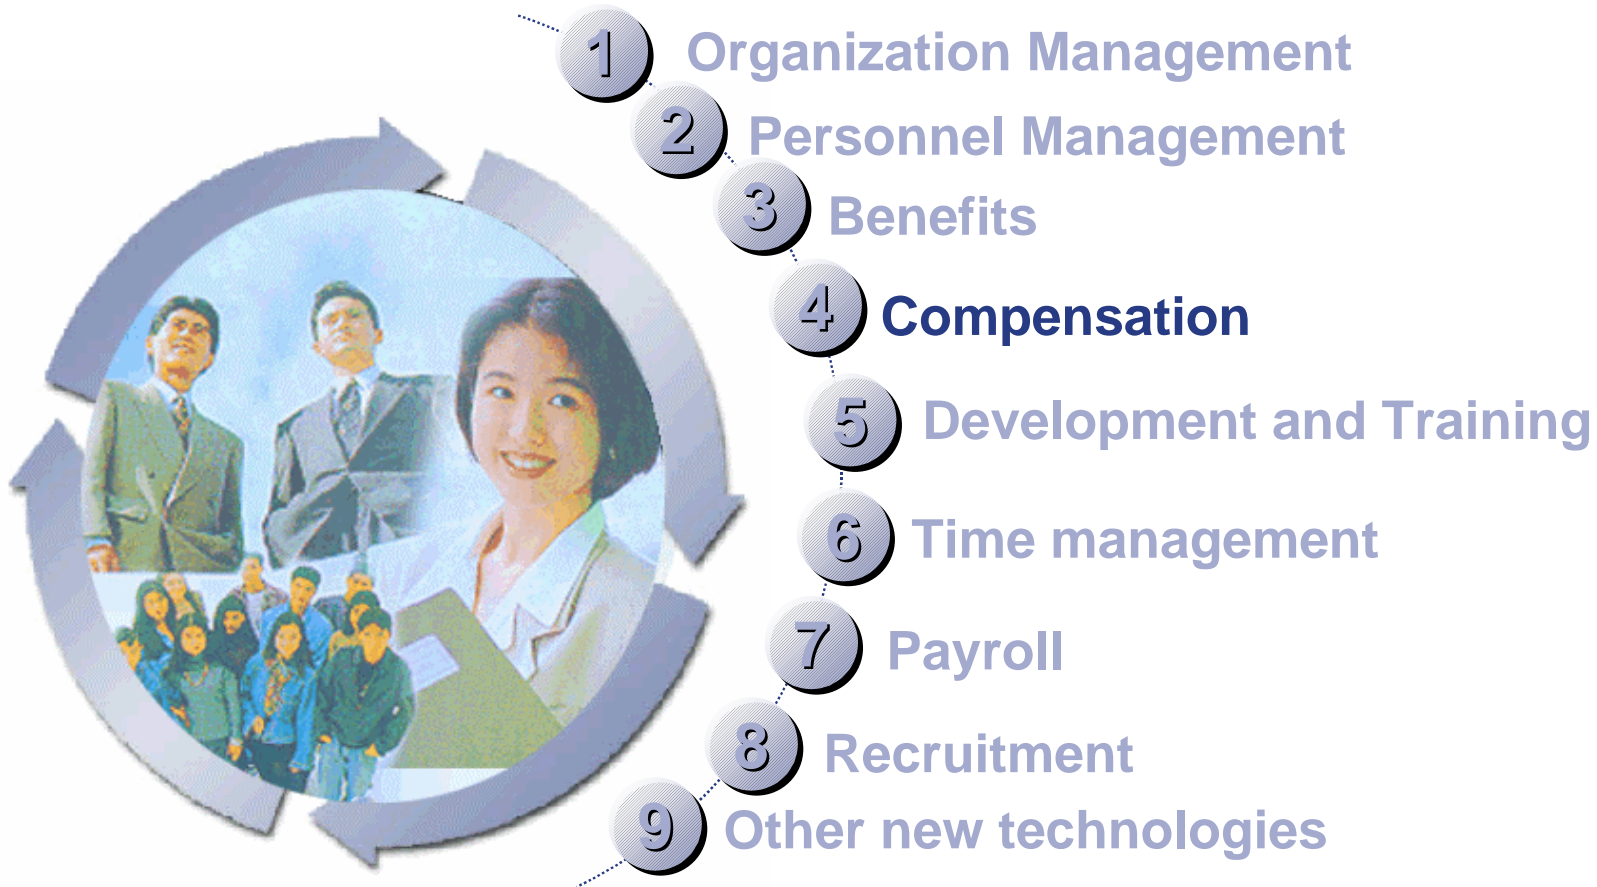 1 Organization Management
2 Personnel Management
3 Benefits
4 Compensation
5 Development and Training
6 Time management
7 Payroll
8 Recruitment
9 Other new technologies